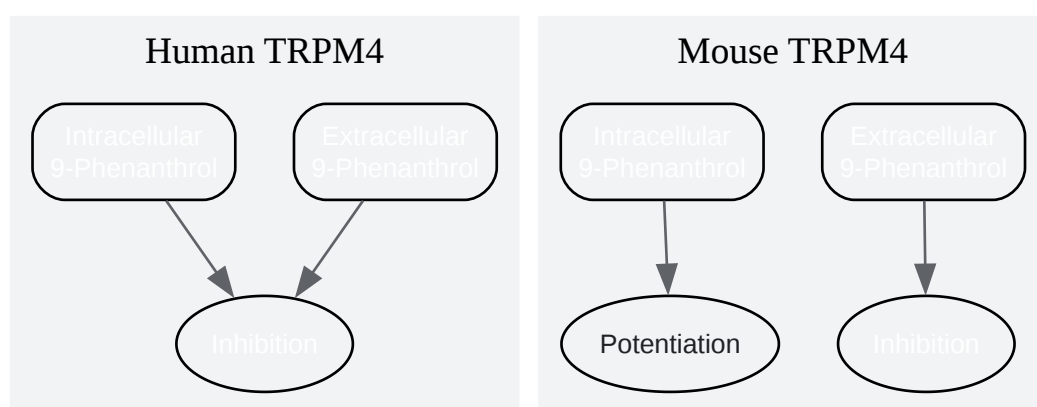 Human TRPM4
Intracellular
9-Phenanthrol
Extracellular
9-Phenanthrol
Inhibition
Mouse TRPM4
Intracellular
9-Phenanthrol
Extracellular
9-Phenanthrol
Potentiation
Inhibition